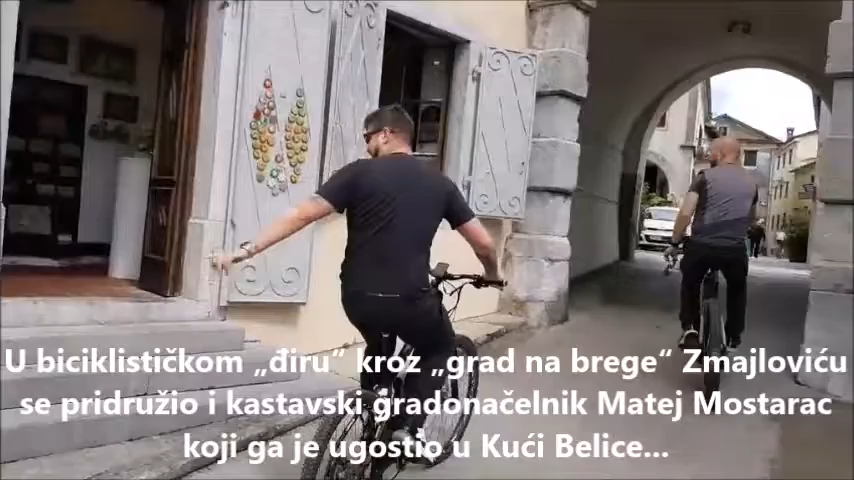 U biciklističkom „điru“ kroz „grad na brege“ Zmajloviću
se pridružio i kastavski gradonačelnik Matej Mostarac
koji ga je ugostio u Kući Belice...